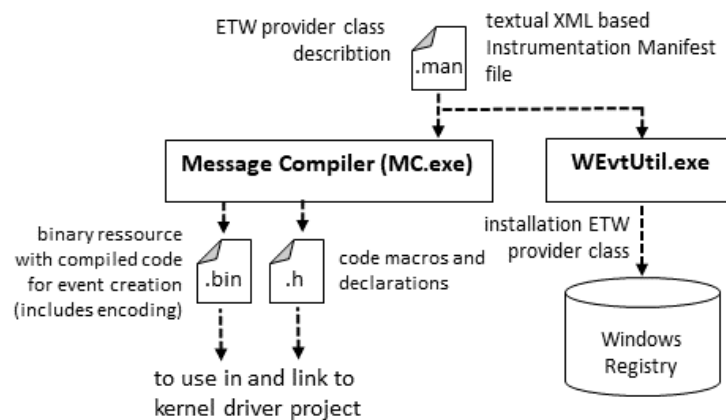 ETW provider class
describtion
.man
textual XML based
Instrumentation Manifest
file
Message Compiler (MC.exe)
WEvtUtil.exe
binary ressource
with compiled code
for event creation
(includes encoding)
.bin
.h
code macros and
declarations
installation ETW
provider class
Windows
Registry
to use in and link to
kernel driver project